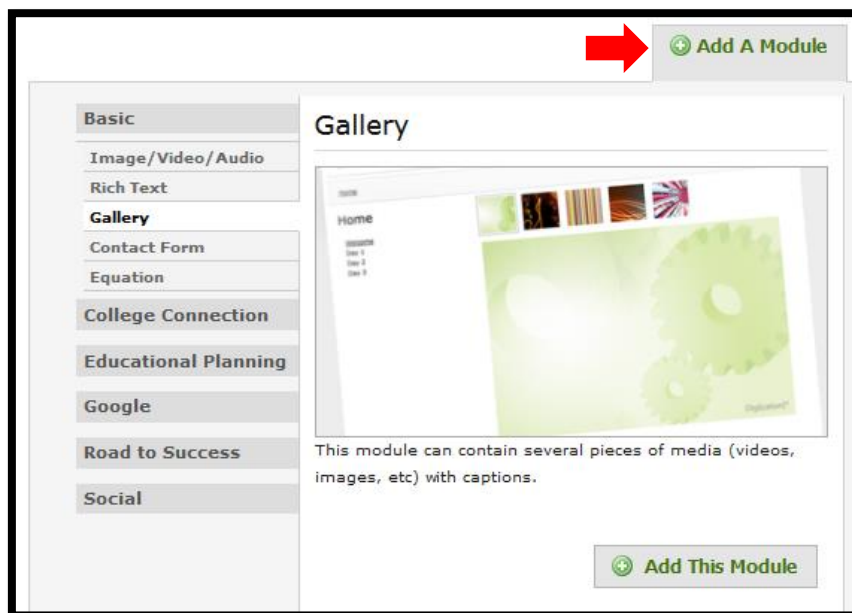 Add A Module
Basic
Image/Video/Audio
Rich Text
Gallery
Contact Form
Equation
College Connection
Educational Planning
Google
Road to Success
Social
Gallery
Home
This module can contain several pieces of media (videos,
images, etc) with captions.
Add This Module